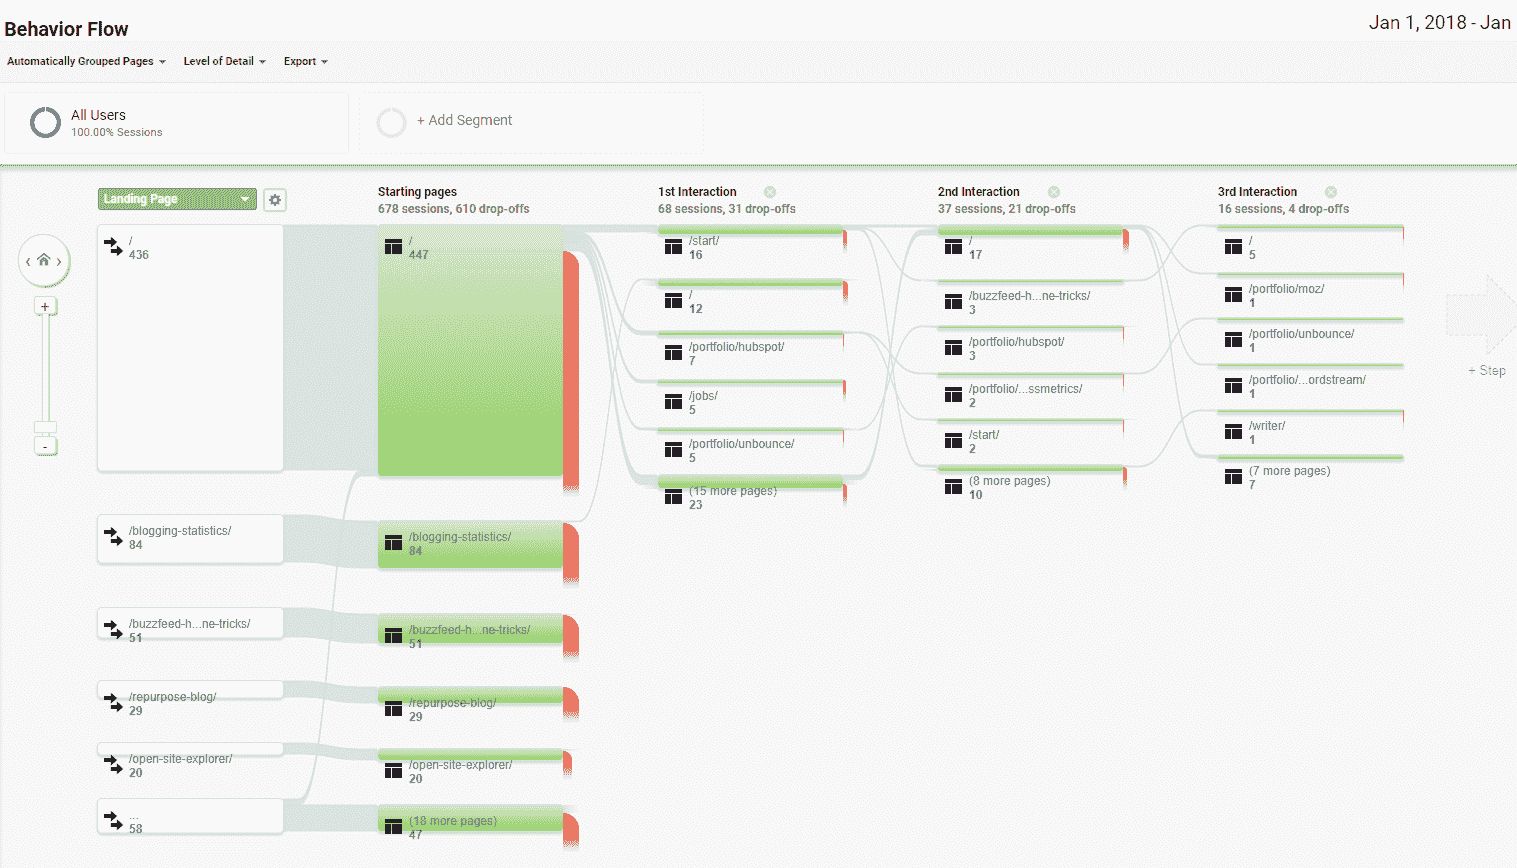 Behavior Flow
Jan 1, 2018 - Jan
Automatically Grouped Pages
Level of Detail
Export
All Users
100.00% Sessions
+ Add Segment
Landing Page
/
436
/blogging-statistics/
84
/buzzfeed-h...ne-tricks/
51
/repurpose-blog/
29
/open-site-explorer/
20
...
58
+
-
Starting pages
678 sessions, 610 drop-offs
/
447
/blogging-statistics/
84
/buzzfeed-h...ne-tricks/
51
/repurpose-blog/
29
/open-site-explorer/
20
(18 more pages)
47
1st Interaction
68 sessions, 31 drop-offs
/start/
16
/
12
/portfolio/hubspot/
7
/jobs/
5
/portfolio/unbounce/
5
(15 more pages)
23
2nd Interaction
37 sessions, 21 drop-offs
/
17
/buzzfeed-h...ne-tricks/
3
/portfolio/hubspot/
3
/portfolio/...ssmetrics/
2
/start/
2
(8 more pages)
10
3rd Interaction
16 sessions, 4 drop-offs
/
5
/portfolio/moz/
1
/portfolio/unbounce/
1
/portfolio/...ordstream/
1
/writer/
1
(7 more pages)
7
+ Step